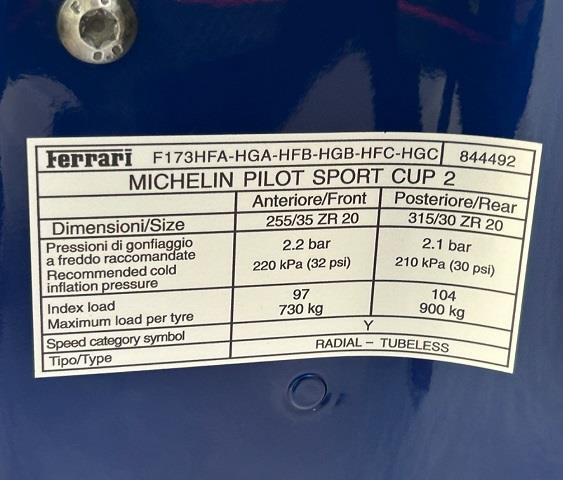 Ferrari F173HFA-HGA-HFB-HGB-HFC-HGC 844492
MICHELIN PILOT SPORT CUP 2
Anteriore/Front Posteriore/Rear
Dimensioni/Size 255/35 ZR 20 315/30 ZR 20
Pressioni di gonfiaggio
a freddo raccomandate
Recommended cold
inflation pressure
2.2 bar 2.1 bar
220 kPa (32 psi) 210 kPa (30 psi)
Index load 97 104
Maximum load per tyre 730 kg 900 kg
Speed category symbol Y
Tipo/Type RADIAL - TUBELESS